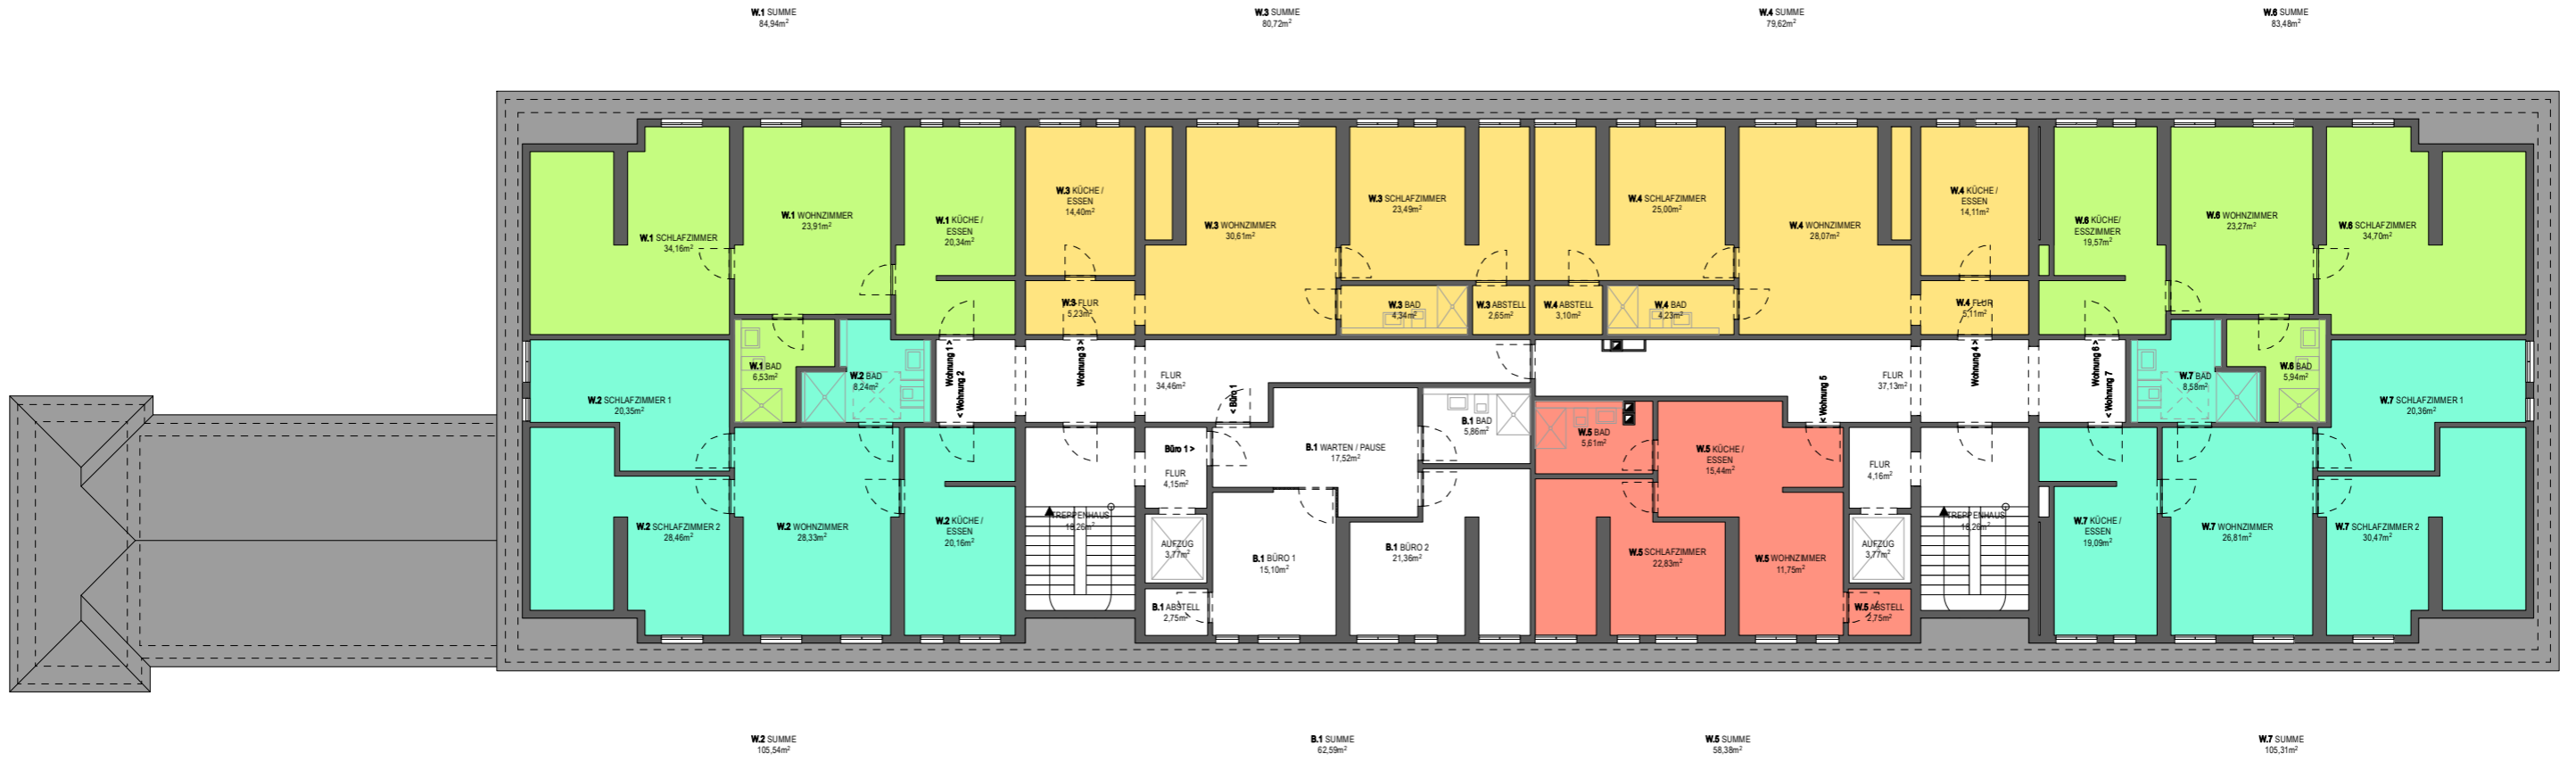 W.1 SUMME
84,94m²
W.3 SUMME
80,72m²
W.4 SUMME
79,62m²
W.6 SUMME
83,48m²
W.1 SCHLAFZIMMER
34,16m²
W.1 WOHNZIMMER
23,91m²
W.1 KÜCHE /
ESSEN
20,34m²
W.3 KÜCHE /
ESSEN
14,40m²
W.3 WOHNZIMMER
30,61m²
W.3 SCHLAFZIMMER
23,49m²
W.4 SCHLAFZIMMER
25,00m²
W.4 WOHNZIMMER
28,07m²
W.4 KÜCHE /
ESSEN
14,11m²
W.6 KÜCHE/
ESSZIMMER
19,57m²
W.6 WOHNZIMMER
23,27m²
W.6 SCHLAFZIMMER
34,70m²
W.3 FLUR
5,23m²
W.3 BAD
4,34m²
W.3 ABSTELL
2,65m²
W.4 ABSTELL
3,10m²
W.4 BAD
4,23m²
W.4 FLUR
5,11m²
W.1 BAD
6,53m²
W.2 BAD
8,24m²
Wohnung 1 >
< Wohnung 2
Wohnung 3 >
FLUR
34,46m²
< Büro 1
< Wohnung 5
FLUR
37,13m²
Wohnung 4 >
Wohnung 6 >
< Wohnung 7
W.7 BAD
8,58m²
W.6 BAD
5,94m²
W.2 SCHLAFZIMMER 1
20,35m²
W.7 SCHLAFZIMMER 1
20,36m²
Büro 1 >
FLUR
4,15m²
B.1 WARTEN / PAUSE
17,52m²
B.1 BAD
5,86m²
W.5 BAD
5,61m²
W.5 KÜCHE /
ESSEN
15,44m²
FLUR
4,16m²
W.2 SCHLAFZIMMER 2
28,46m²
W.2 WOHNZIMMER
28,33m²
W.2 KÜCHE /
ESSEN
20,16m²
TREPPENHAUS
18,26m²
AUFZUG
3,77m²
B.1 BÜRO 1
15,10m²
B.1 BÜRO 2
21,36m²
W.5 SCHLAFZIMMER
22,83m²
W.5 WOHNZIMMER
11,75m²
AUFZUG
3,77m²
TREPPENHAUS
18,26m²
W.7 KÜCHE /
ESSEN
19,09m²
W.7 WOHNZIMMER
26,81m²
W.7 SCHLAFZIMMER 2
30,47m²
B.1 ABSTELL
2,75m²
W.5 ABSTELL
2,75m²
W.2 SUMME
105,54m²
B.1 SUMME
62,59m²
W.5 SUMME
58,38m²
W.7 SUMME
105,31m²